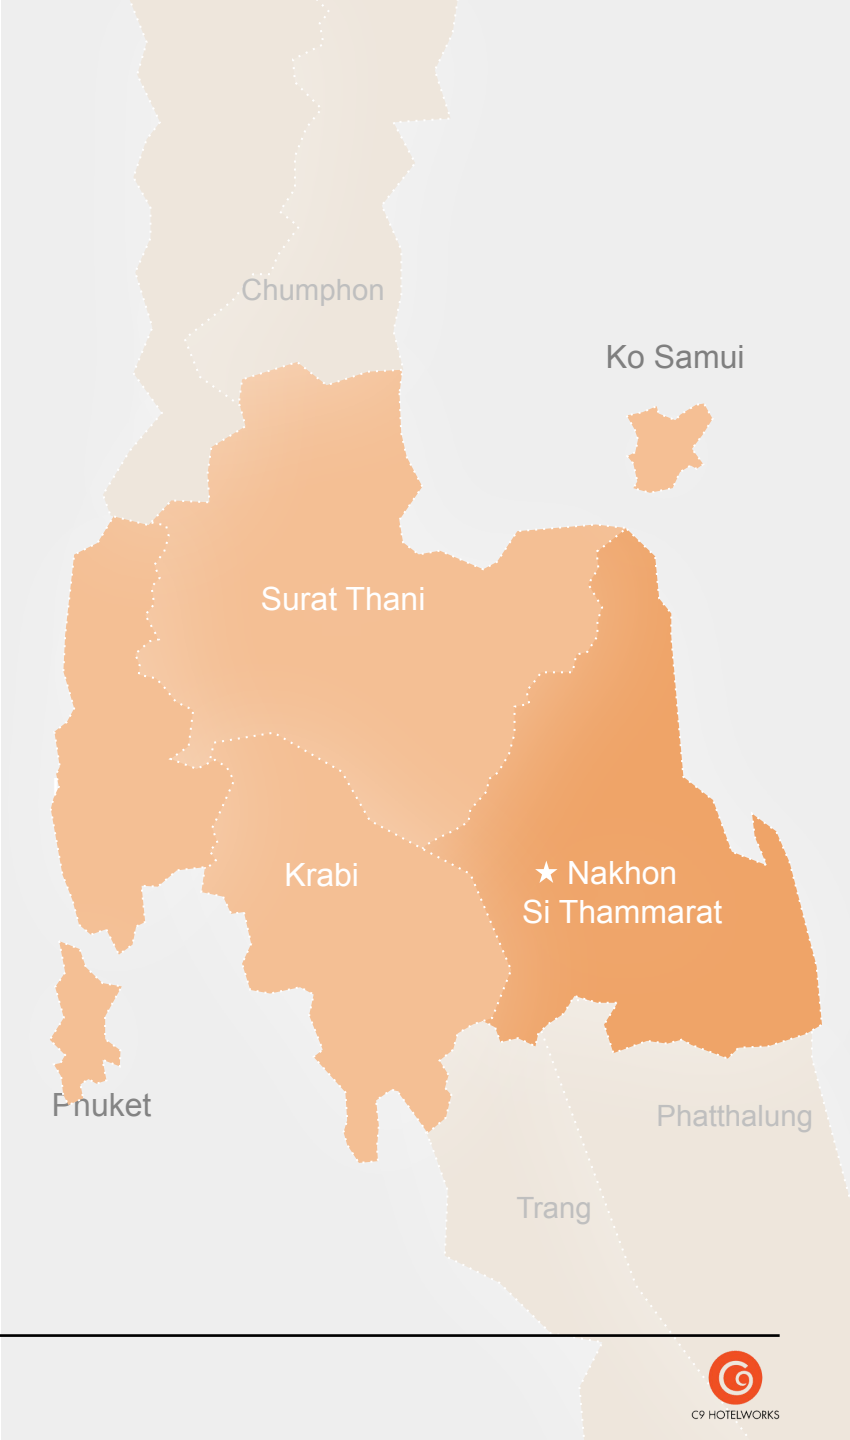 Chumphon
Ko Samui
Surat Thani
Krabi
★ Nakhon
Si Thammarat
Phuket
Phatthalung
Trang
C9 HOTELWORKS